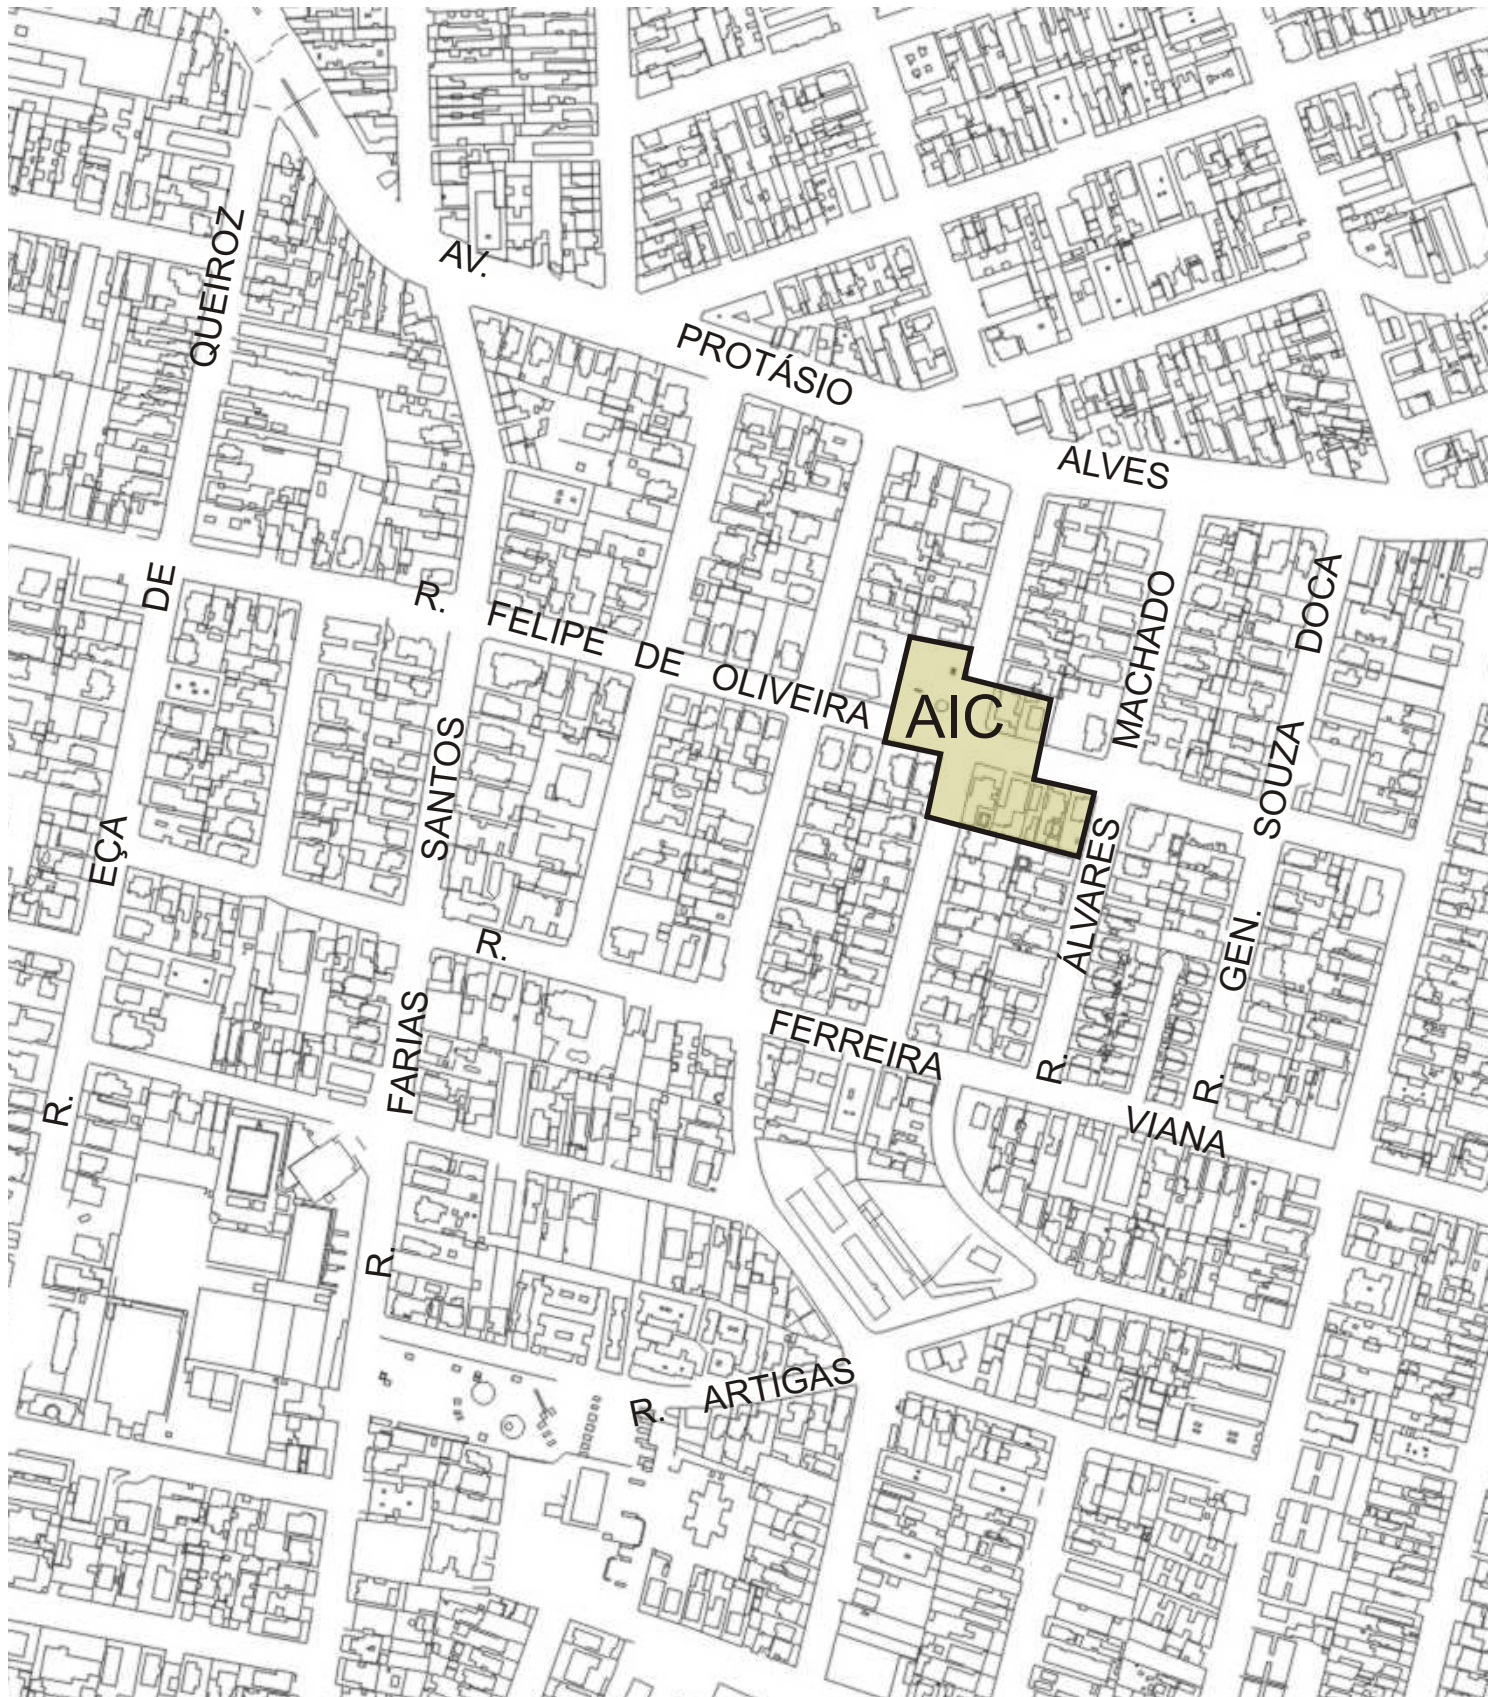 AV. PROTÁSIO ALVES
R. EÇA DE QUEIROZ
R. FELIPE DE OLIVEIRA
R. FARIAS SANTOS
AIC
R. ÁLVARES MACHADO
R. GEN. SOUZA DOCA
R. FERREIRA VIANA
R. ARTIGAS